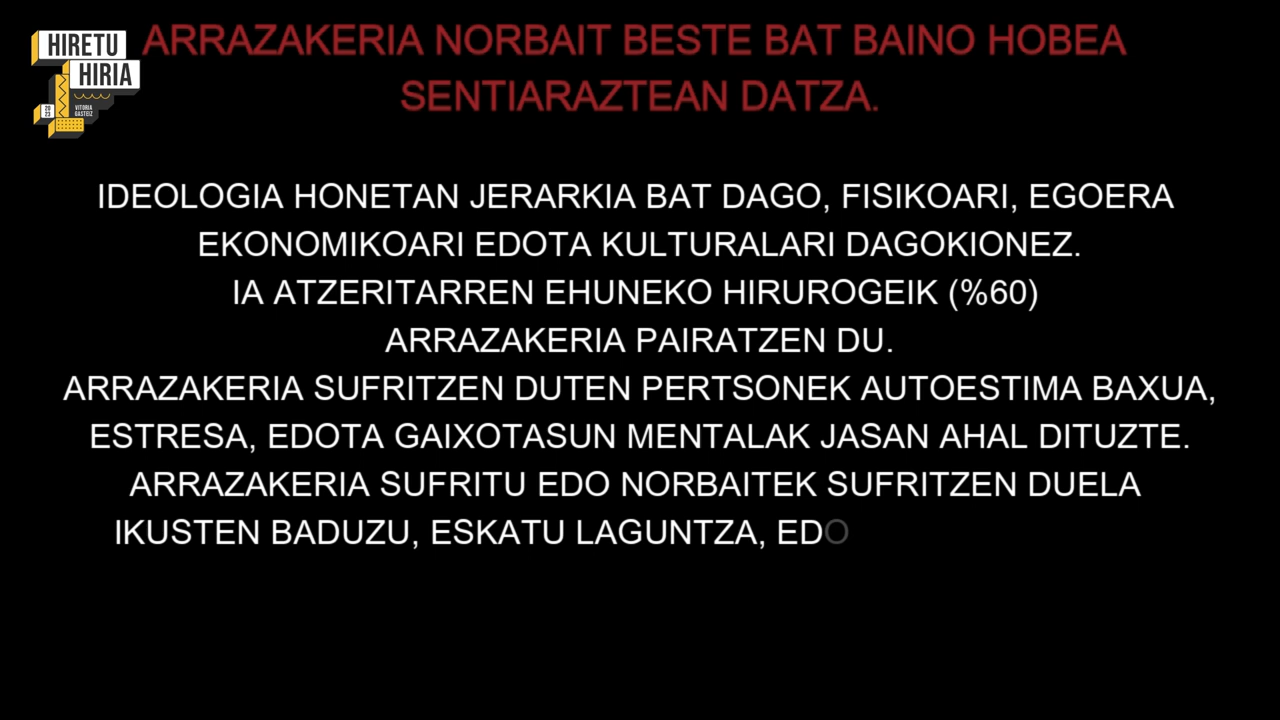 HIRETU
HIRIA
20
23
VITORIA
GASTEIZ
ARRAZAKERIA NORBAIT BESTE BAT BAINO HOBEA
SENTIARAZTEAN DATZA.
IDEOLOGIA HONETAN JERARKIA BAT DAGO, FISIKOARI, EGOERA
EKONOMIKOARI EDOTA KULTURALARI DAGOKIONEZ.
IA ATZERITARREN EHUNEKO HIRUROGEIK (%60)
ARRAZAKERIA PAIRATZEN DU.
ARRAZAKERIA SUFRITZEN DUTEN PERTSONEK AUTOESTIMA BAXUA,
ESTRESA, EDOTA GAIXOTASUN MENTALAK JASAN AHAL DITUZTE.
ARRAZAKERIA SUFRITU EDO NORBAITEK SUFRITZEN DUELA
IKUSTEN BADUZU, ESKATU LAGUNTZA, EDO